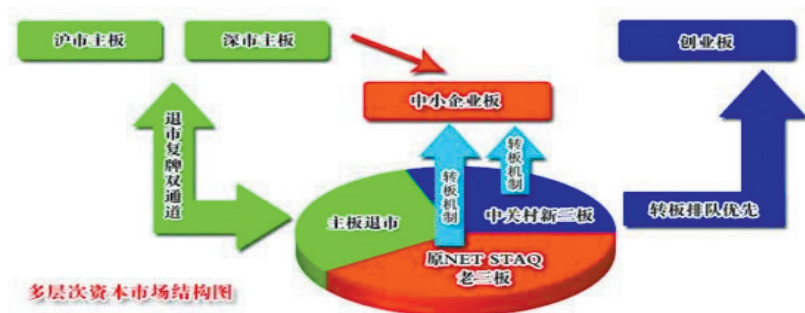 沪市主板
深市主板
创业板
中小企业板
退市复牌双通道
转板机制
转板机制
主板退市
中关村新三板
转板排队优先
原NET STAQ
老三板
多层次资本市场结构图